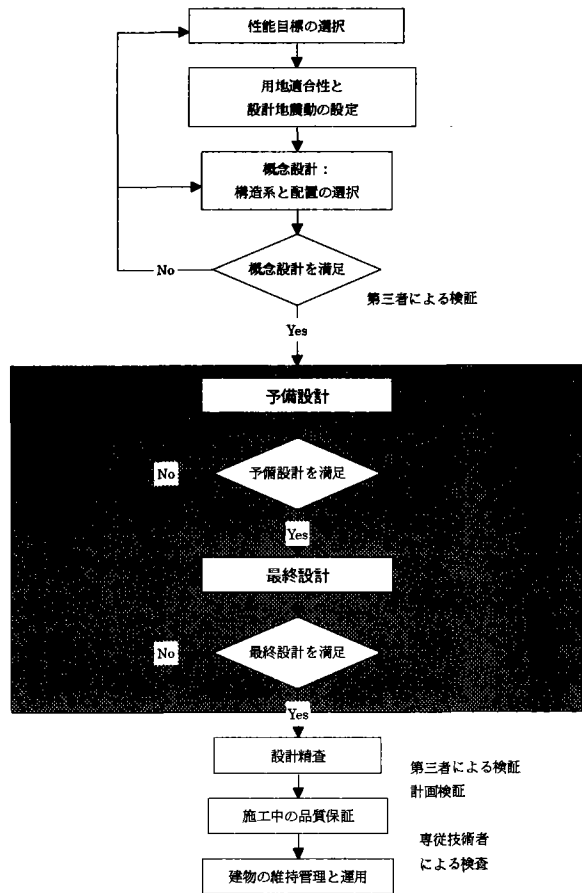 性能目標の選択
用地適合性と
設計地震動の設定
概念設計：
構造系と配置の選択
No
概念設計を満足
第三者による検証
Yes
予備設計
No
予備設計を満足
Yes
最終設計
No
最終設計を満足
Yes
設計精査
第三者による検証
計画検証
施工中の品質保証
専従技術者
による検査
建物の維持管理と運用